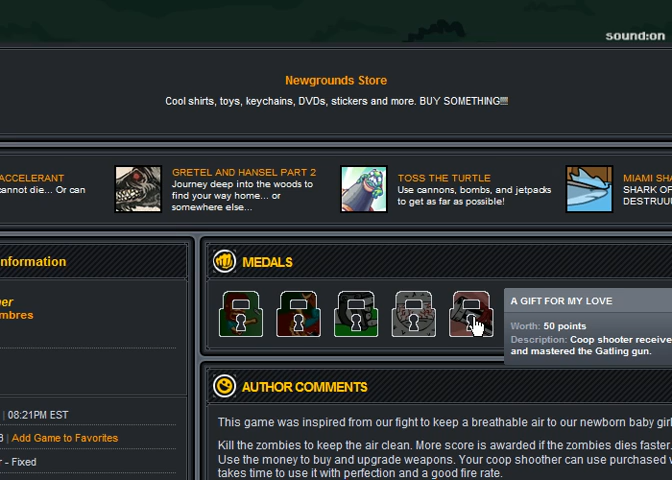 sound:on
Newgrounds Store
Cool shirts, toys, keychains, DVDs, stickers and more. BUY SOMETHING!!!!
ACCELERANT
cannot die... Or can
GRETEL AND HANSEL PART 2
Journey deep into the woods to
find your way home... or
somewhere else...
TOSS THE TURTLE
Use cannons, bombs, and jetpacks
to get as far as possible!
MIAMI SHA
SHARK OF
DESTRUU
nformation
er
mbres
| 08:21PM EST
8 | Add Game to Favorites
r - Fixed
MEDALS
A GIFT FOR MY LOVE
Worth: 50 points
Description: Coop shooter receive
and mastered the Gatling gun.
AUTHOR COMMENTS
This game was inspired from our fight to keep a breathable air to our newborn baby girl
Kill the zombies to keep the air clean. More score is awarded if the zombies dies faster.
Use the money to buy and upgrade weapons. Your coop shoother can use purchased w
takes time to use it with perfection and a good fire rate.